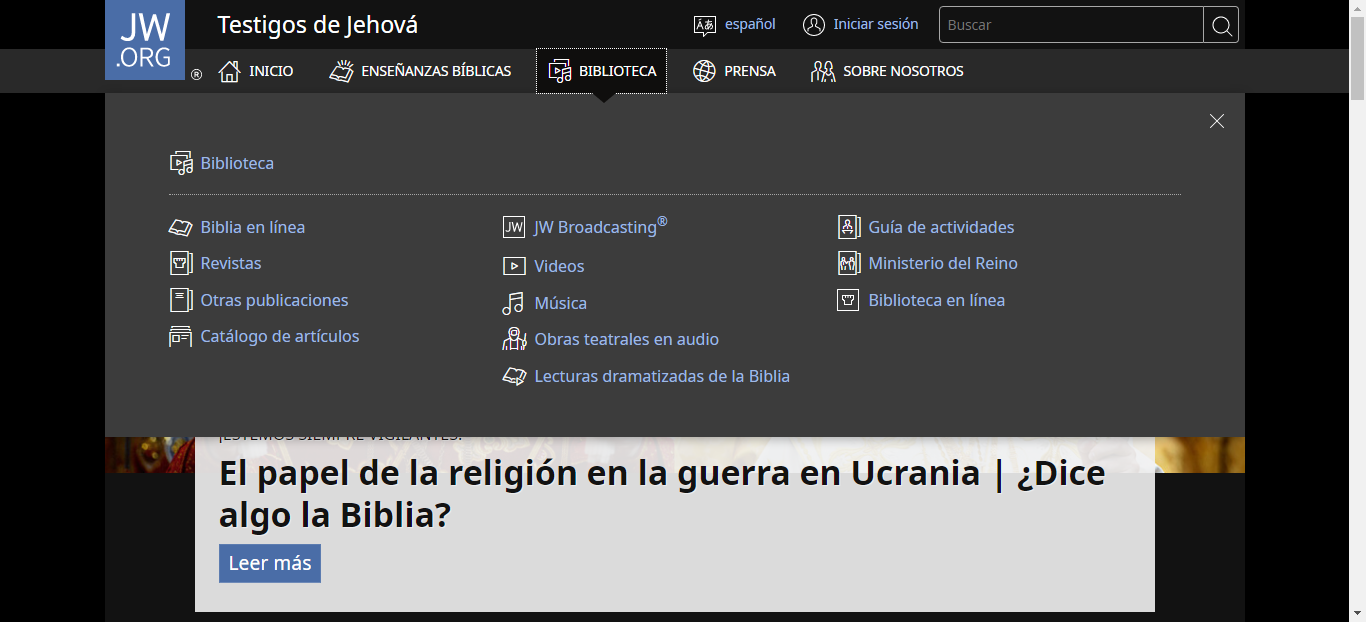 JW
.ORG
®
Testigos de Jehová
español
Iniciar sesión
Buscar
INICIO
ENSEÑANZAS BÍBLICAS
BIBLIOTECA
PRENSA
SOBRE NOSOTROS
Biblioteca
Biblia en línea
Revistas
Otras publicaciones
Catálogo de artículos
JW JW Broadcasting®
Videos
Música
Obras teatrales en audio
Lecturas dramatizadas de la Biblia
Guía de actividades
Ministerio del Reino
Biblioteca en línea
¡ESTEMOS SIEMPRE VIGILANTES!
El papel de la religión en la guerra en Ucrania | ¿Dice
algo la Biblia?
Leer más